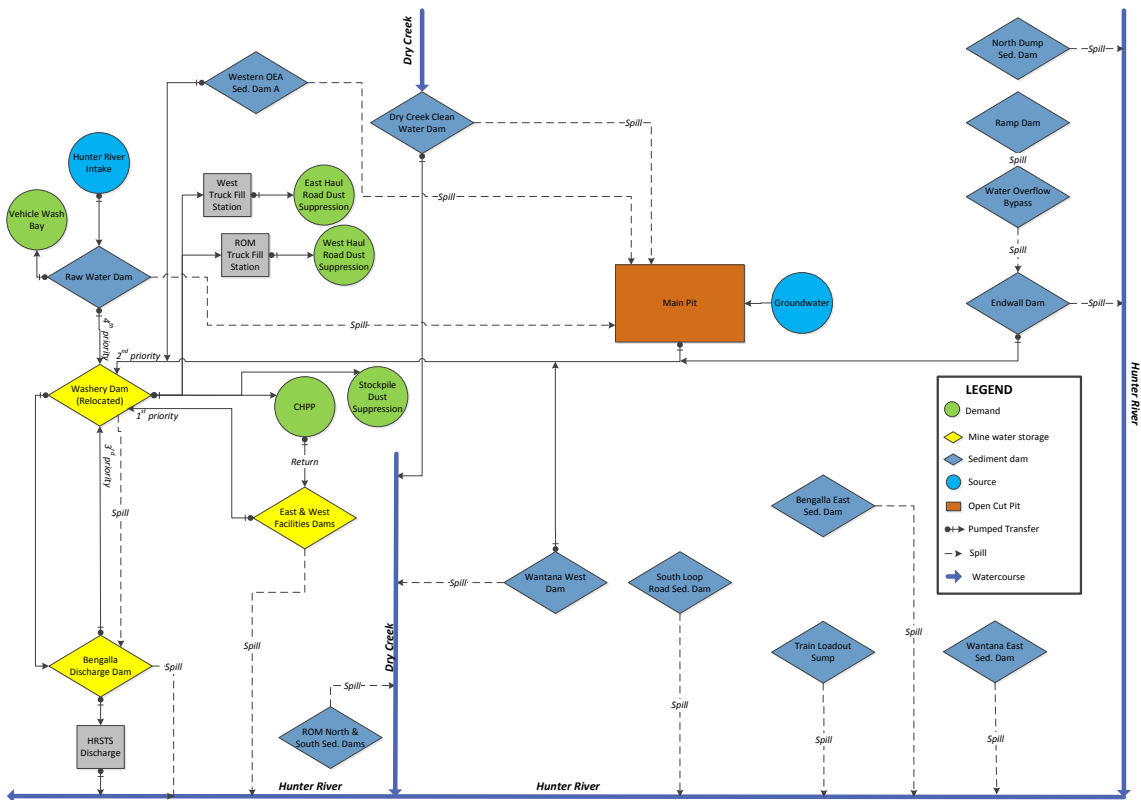 Dry Creek
North Dump
Sed. Dam
Spill
Western OEA
Sed. Dam A
Dry Creek Clean
Water Dam
Spill
Ramp Dam
Spill
Hunter River
Intake
West
Truck Fill
Station
East Haul
Road Dust
Suppression
Spill
Water Overflow
Bypass
Vehicle Wash
Bay
ROM
Truck Fill
Station
West Haul
Road Dust
Suppression
Spill
Raw Water Dam
Main Pit
Groundwater
Endwall Dam
Spill
Spill
4th priority
2nd priority
Hunter River
Washery Dam
(Relocated)
1st priority
CHPP
Stockpile
Dust
Suppression
LEGEND
Demand
Mine water storage
Sediment dam
Source
Open Cut Pit
Pumped Transfer
Spill
Watercourse
3rd priority
Spill
Return
East & West
Facilities Dams
Bengalla East
Sed. Dam
Spill
Wantana West
Dam
South Loop
Road Sed. Dam
Spill
Dry Creek
Spill
Bengalla
Discharge Dam
Spill
Spill
Train Loadout
Sump
Wantana East
Sed. Dam
ROM North &
South Sed. Dams
HRSTS
Discharge
Spill
Spill
Spill
Hunter River
Hunter River